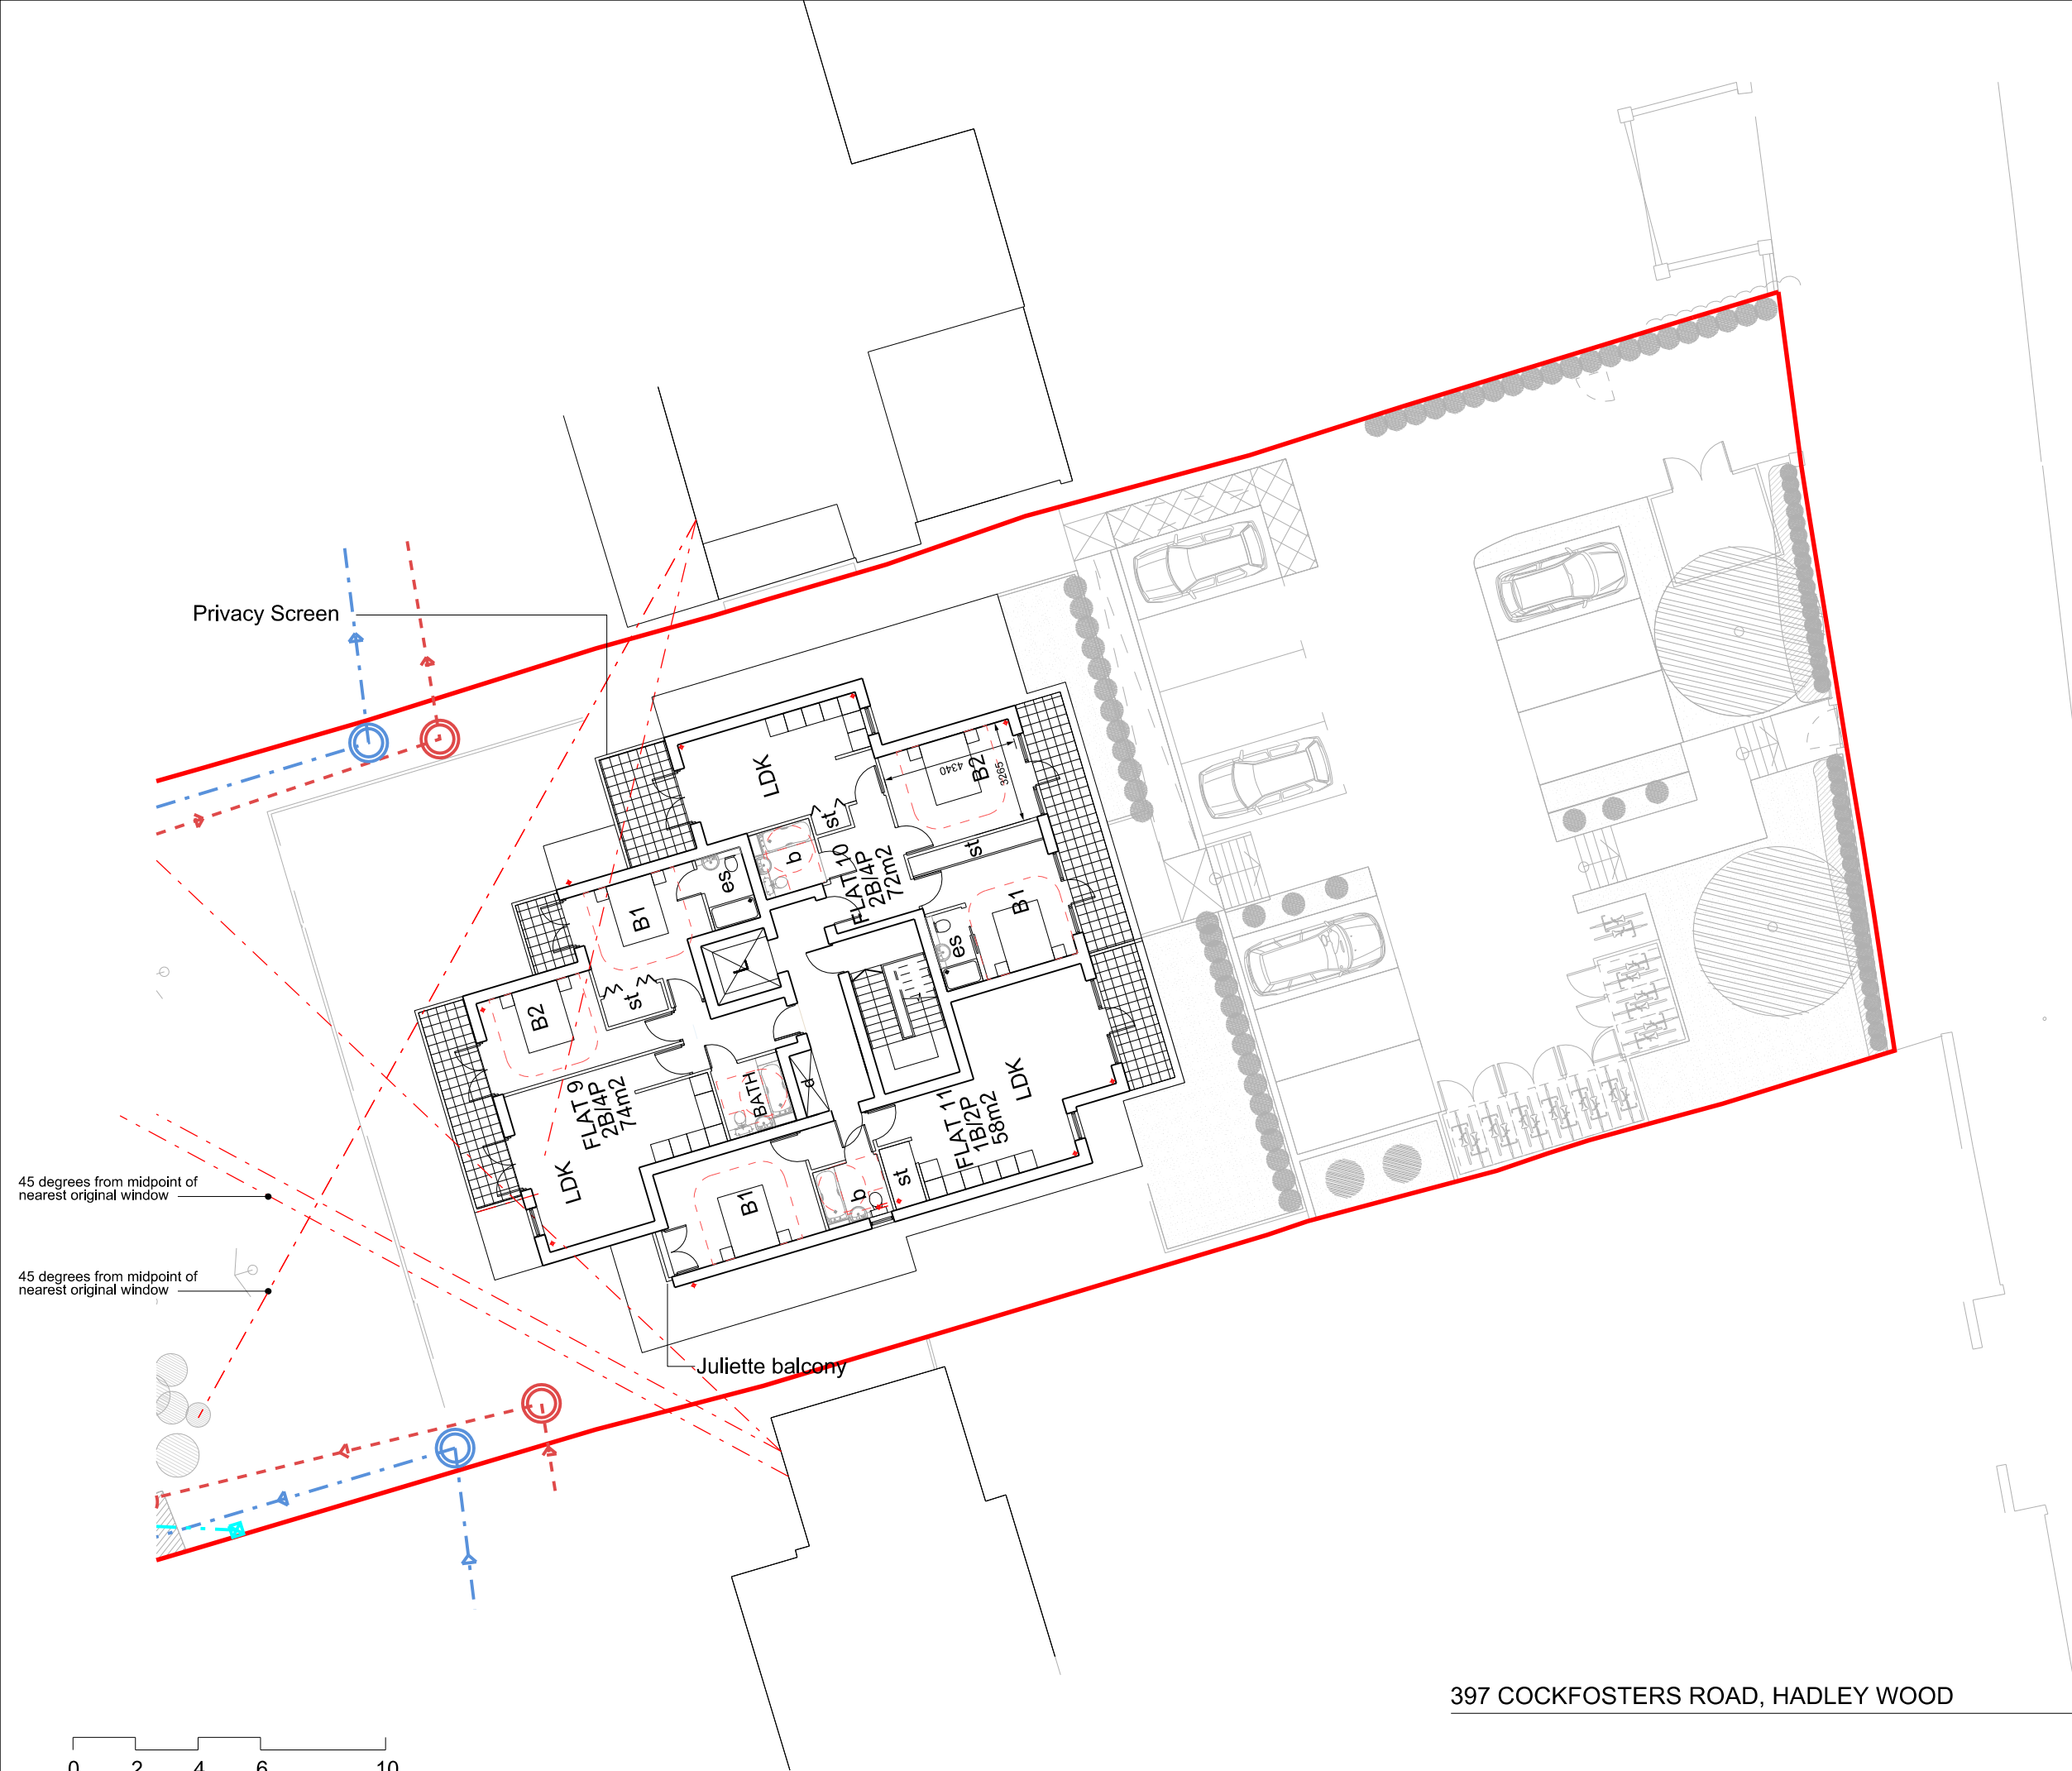 Privacy Screen
LDK
B2
4340
3265
st
b
FLAT 10
2B/4P
72m2
st
es
B1
L
B1
es
st
B2
FLAT 9
2B/4P
74m2
BATH
d
LDK
FLAT 11
1B/2P
58m2
LDK
B1
b
st
45 degrees from midpoint of
nearest original window
45 degrees from midpoint of
nearest original window
Juliette balcony
397 COCKFOSTERS ROAD, HADLEY WOOD
0 2 4 6 10